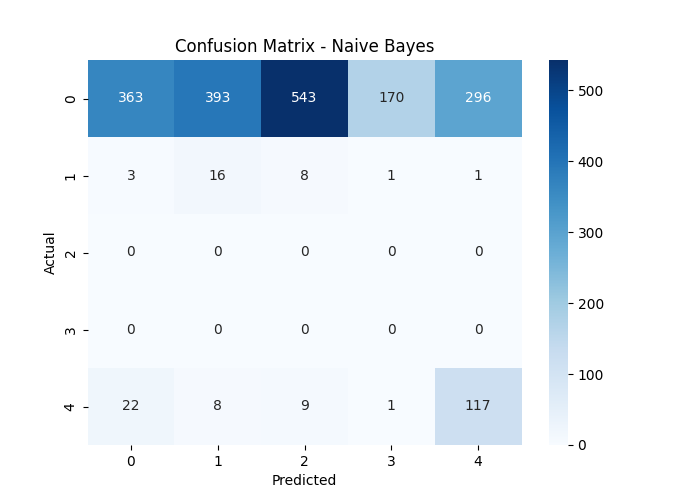 Confusion Matrix - Naive Bayes
0 363 393 543 170 296
1 3 16 8 1 1
2 0 0 0 0 0
3 0 0 0 0 0
4 22 8 9 1 117
0 1 2 3 4
Predicted
Actual
500
400
300
200
100
0